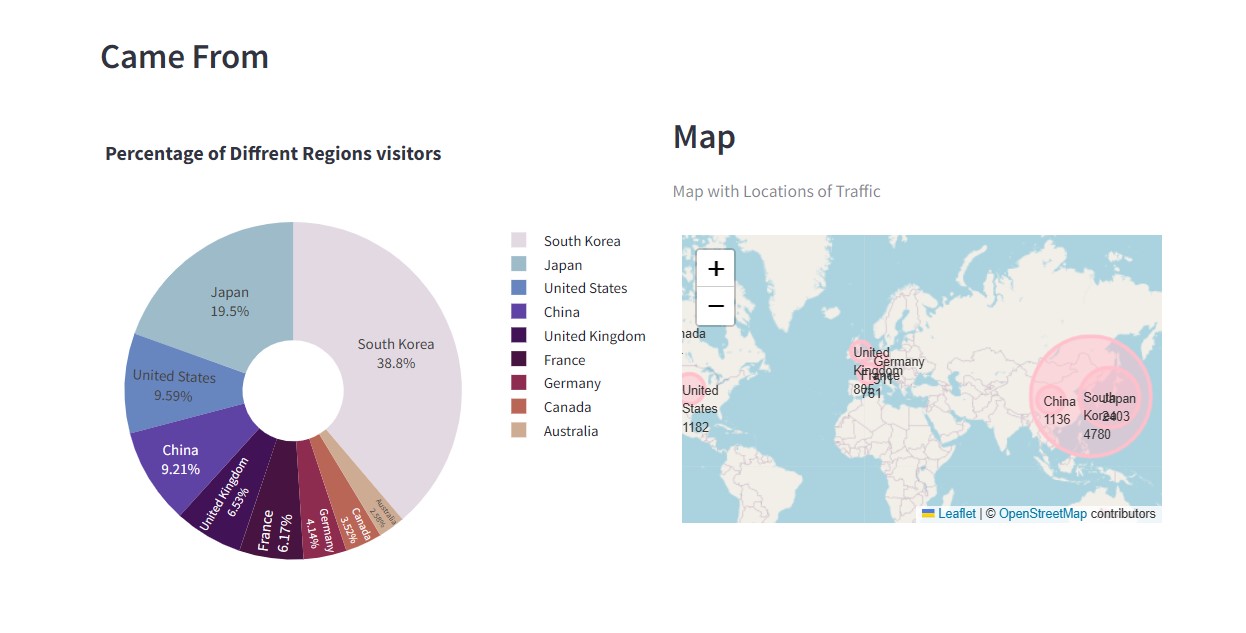 Came From
Percentage of Diffrent Regions visitors
Japan
19.5%
South Korea
38.8%
United States
9.59%
China
9.21%
United Kingdom
6.53%
France
6.17%
Germany
4.14%
Canada
3.52%
Australia
2.58%
South Korea
Japan
United States
China
United Kingdom
France
Germany
Canada
Australia
Map
Map with Locations of Traffic
+
−
nada
United
States
1182
United
Kingdom
805
Germany
511
France
761
China
1136
South
Korea
4780
Japan
2403
Leaflet | © OpenStreetMap contributors